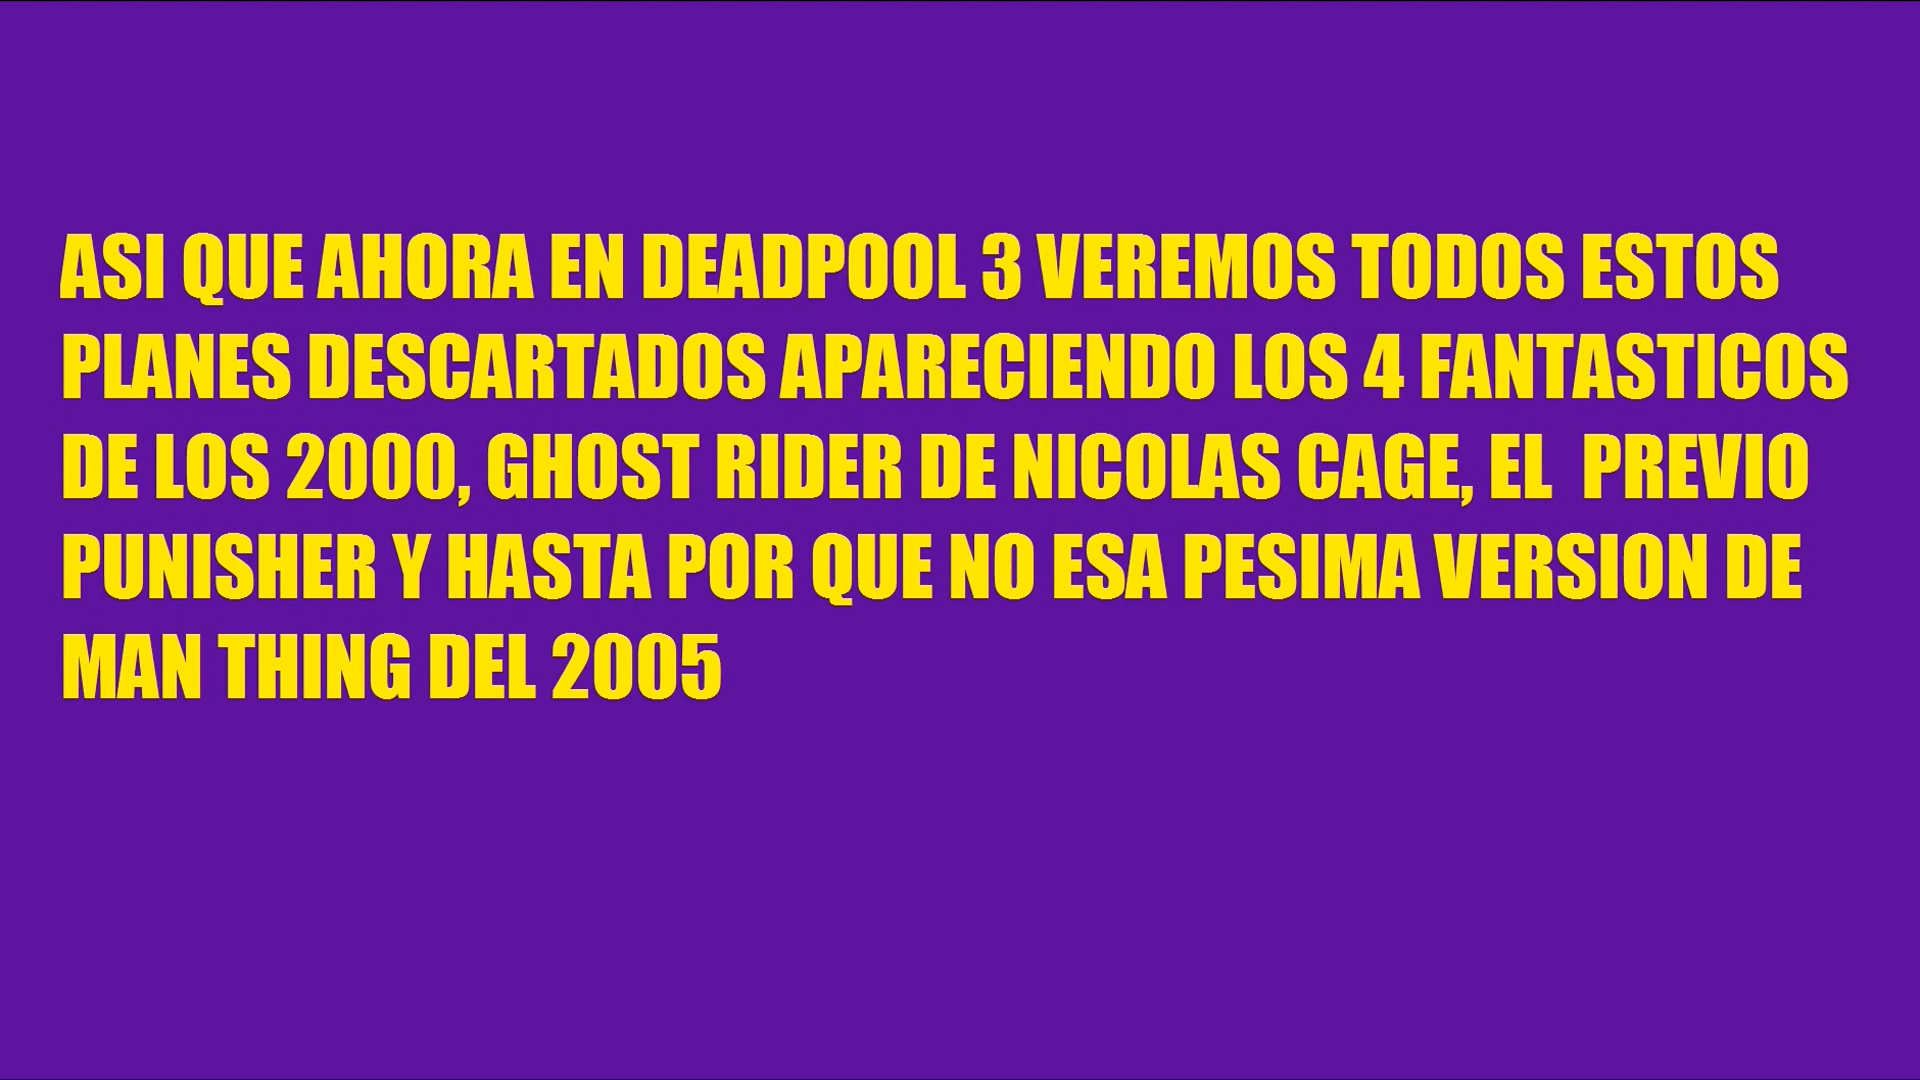 ASI QUE AHORA EN DEADPOOL 3 VEREMOS TODOS ESTOS
PLANES DESCARTADOS APARECIENDO LOS 4 FANTASTICOS
DE LOS 2000, GHOST RIDER DE NICOLAS CAGE, EL  PREVIO
PUNISHER Y HASTA POR QUE NO ESA PESIMA VERSION DE
MAN THING DEL 2005